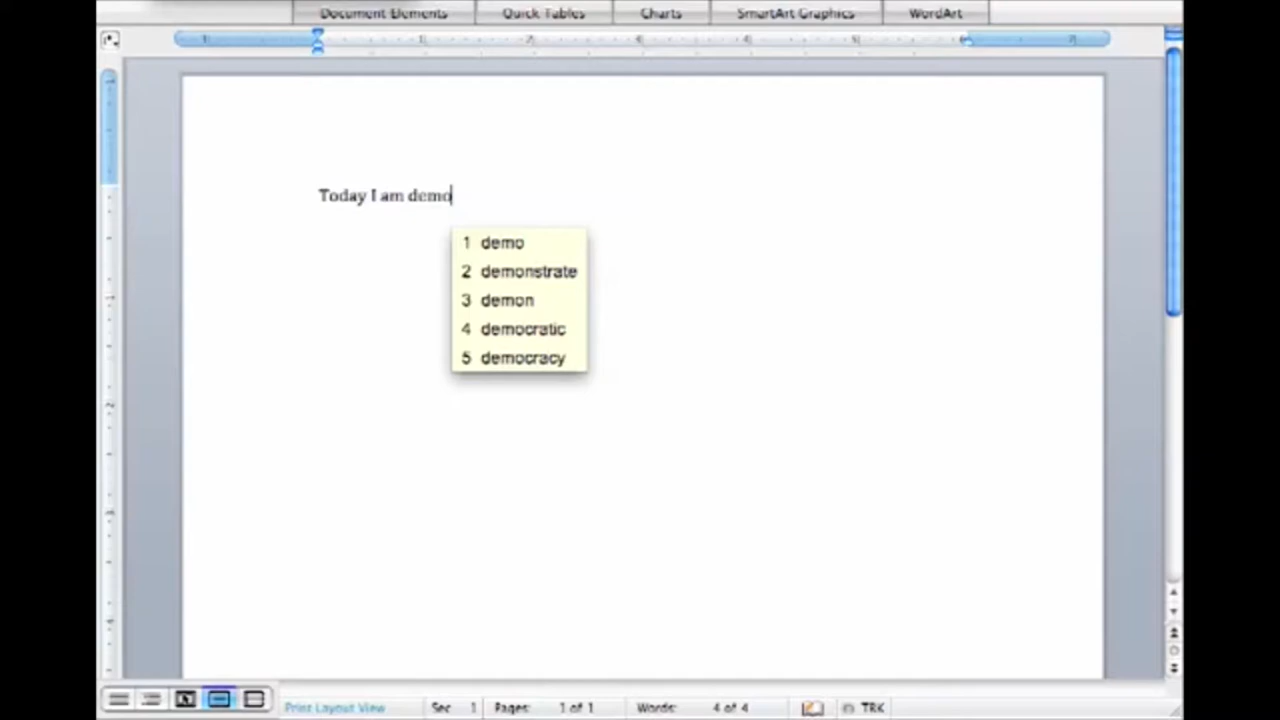 Document Elements Quick Tables Charts SmartArt Graphics WordArt
Today I am demo
1 demo
2 demonstrate
3 demon
4 democratic
5 democracy
Print Layout View Sec 1 Pages: 1 of 1 Words: 4 of 4 TRK